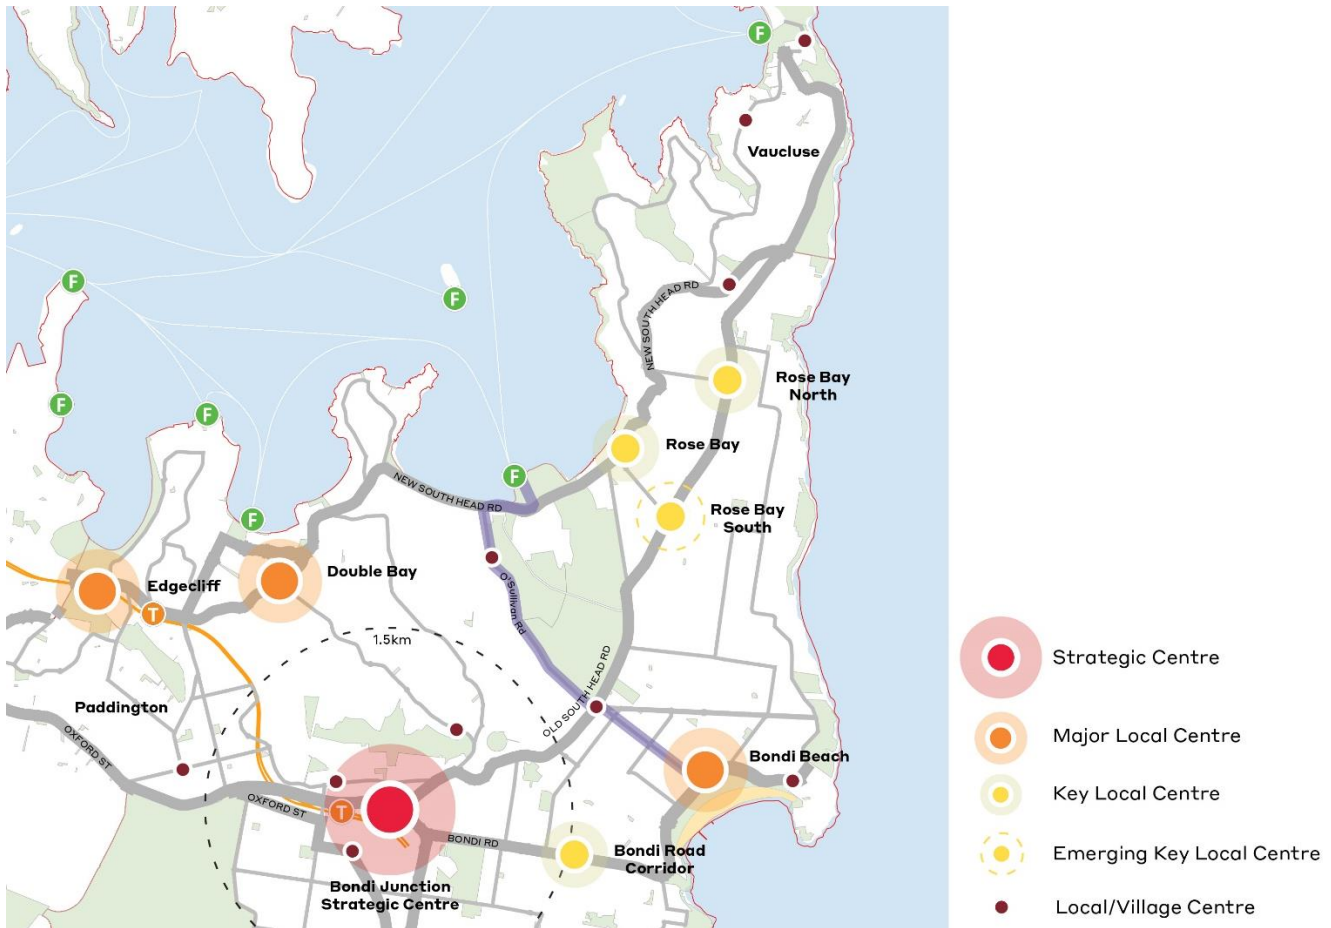 F
Vaucluse
F
F
NEW SOUTH HEAD RD
Rose Bay
North
F
F
Rose Bay
NEW SOUTH HEAD RD
F
Rose Bay
South
F
Double Bay
Edgecliff
T
O'Sullivan Rd
1.5km
OLD SOUTH HEAD RD
Paddington
OXFORD ST
Bondi Beach
OXFORD ST
T
BONDI RD
Bondi Road
Corridor
Bondi Junction
Strategic Centre
Strategic Centre
Major Local Centre
Key Local Centre
Emerging Key Local Centre
Local/Village Centre